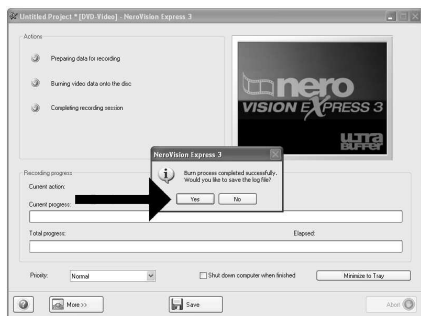 Untitled Project * [DVD-Video] - NeroVision Express 3
Actions
Preparing data for recording
Burning video data onto the disc
Completing recording session
nero
VISION EXPRESS 3
ULTRA
BUFFER
NeroVision Express 3
Burn process completed successfully.
Would you like to save the log file?
Yes No
Recording progress
Current action:
Current progress:
Total progress: Elapsed:
Priority: Normal Shut down computer when finished Minimize to Tray
More >> Save Abort